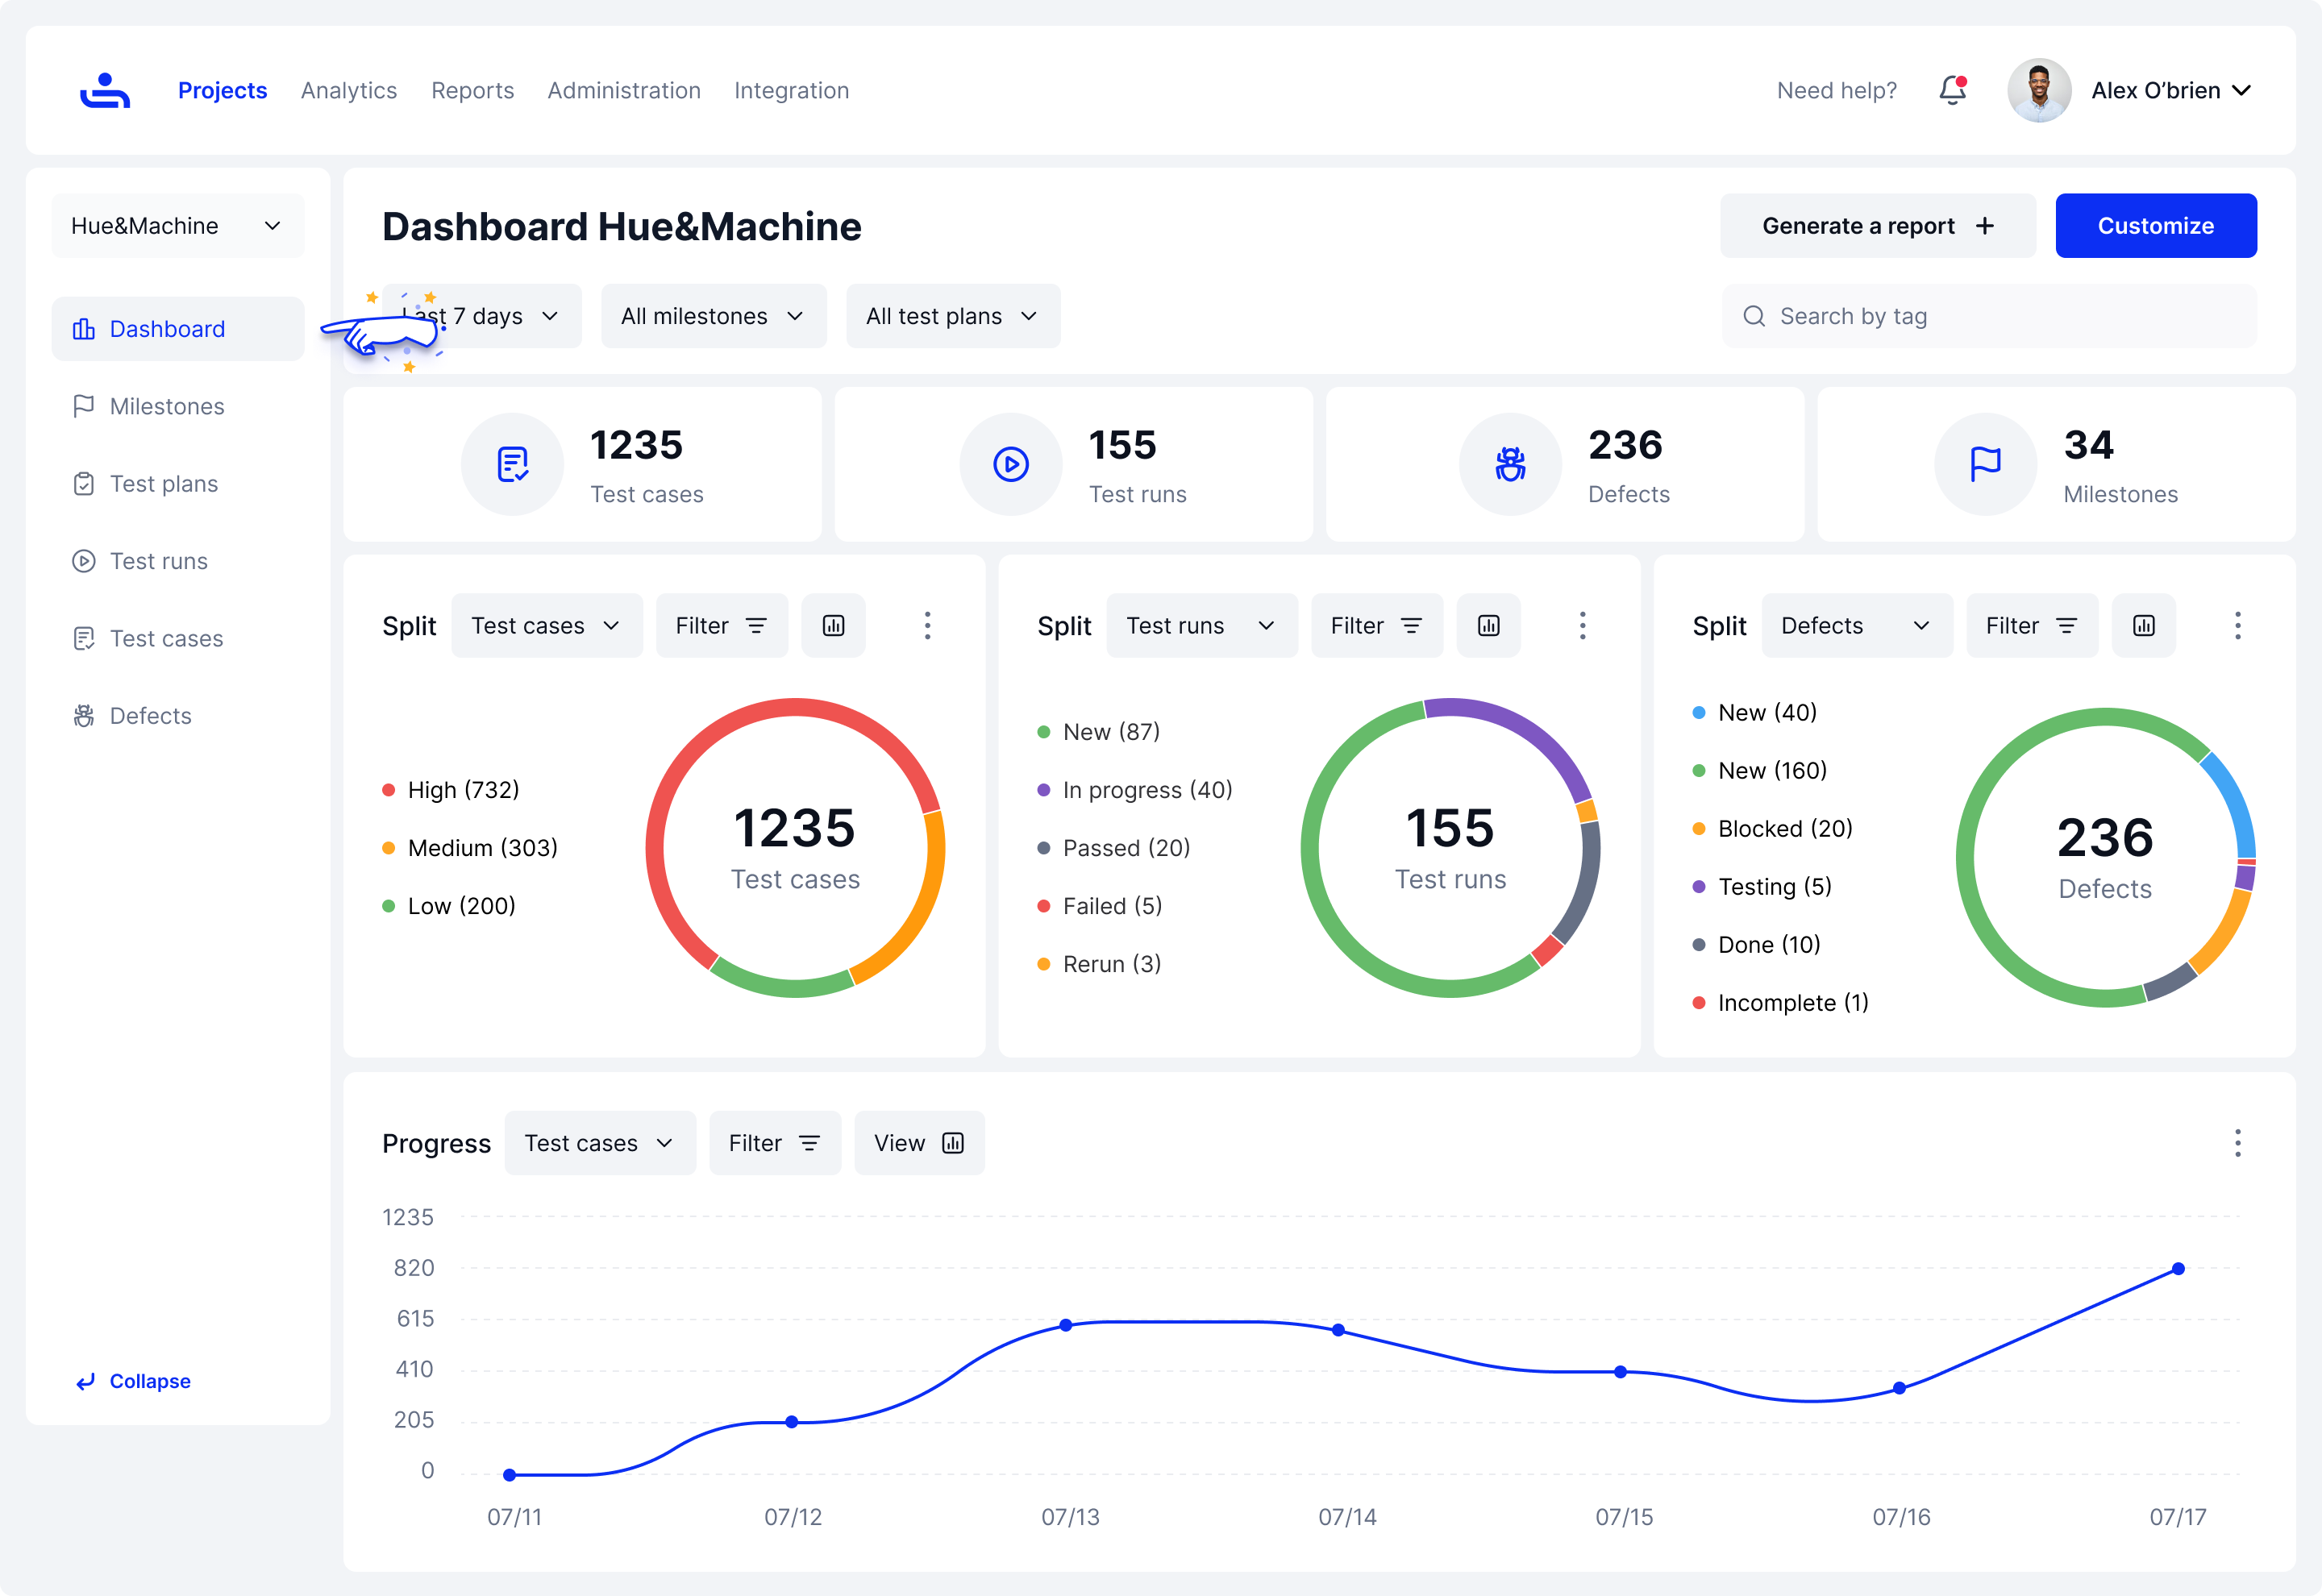 Projects Analytics Reports Administration Integration Need help? Alex O’brien
Hue&Machine
Dashboard
Milestones
Test plans
Test runs
Test cases
Defects
Collapse
Dashboard Hue&Machine
Generate a report +
Customize
Last 7 days
All milestones
All test plans
Search by tag
1235
Test cases
155
Test runs
236
Defects
34
Milestones
Split Test cases Filter
High (732)
Medium (303)
Low (200)
1235
Test cases
Split Test runs Filter
New (87)
In progress (40)
Passed (20)
Failed (5)
Rerun (3)
155
Test runs
Split Defects Filter
New (40)
New (160)
Blocked (20)
Testing (5)
Done (10)
Incomplete (1)
236
Defects
Progress Test cases Filter View
1235
820
615
410
205
0
07/11 07/12 07/13 07/14 07/15 07/16 07/17